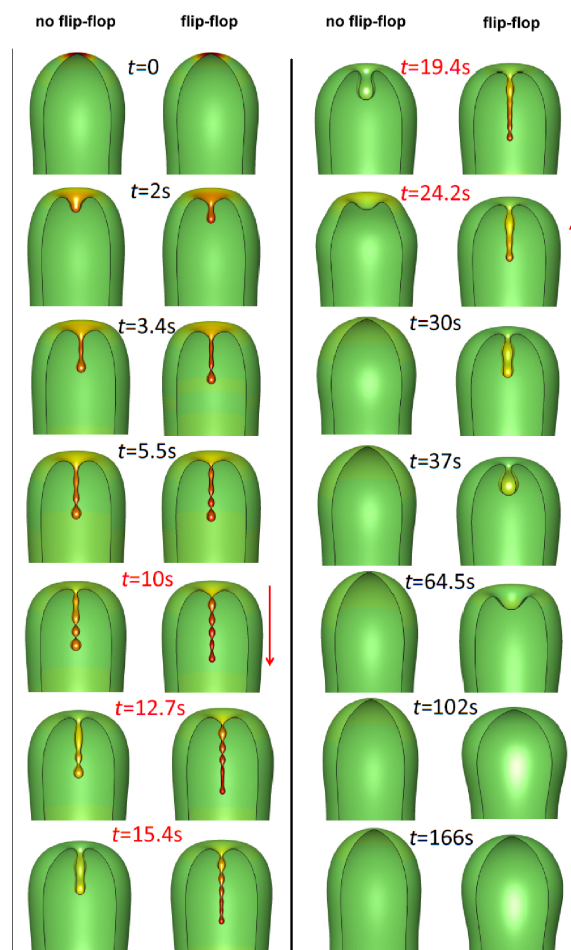 no flip-flop flip-flop
t=0
t=2s
t=3.4s
t=5.5s
t=10s
t=12.7s
t=15.4s
no flip-flop flip-flop
t=19.4s
t=24.2s
t=30s
t=37s
t=64.5s
t=102s
t=166s